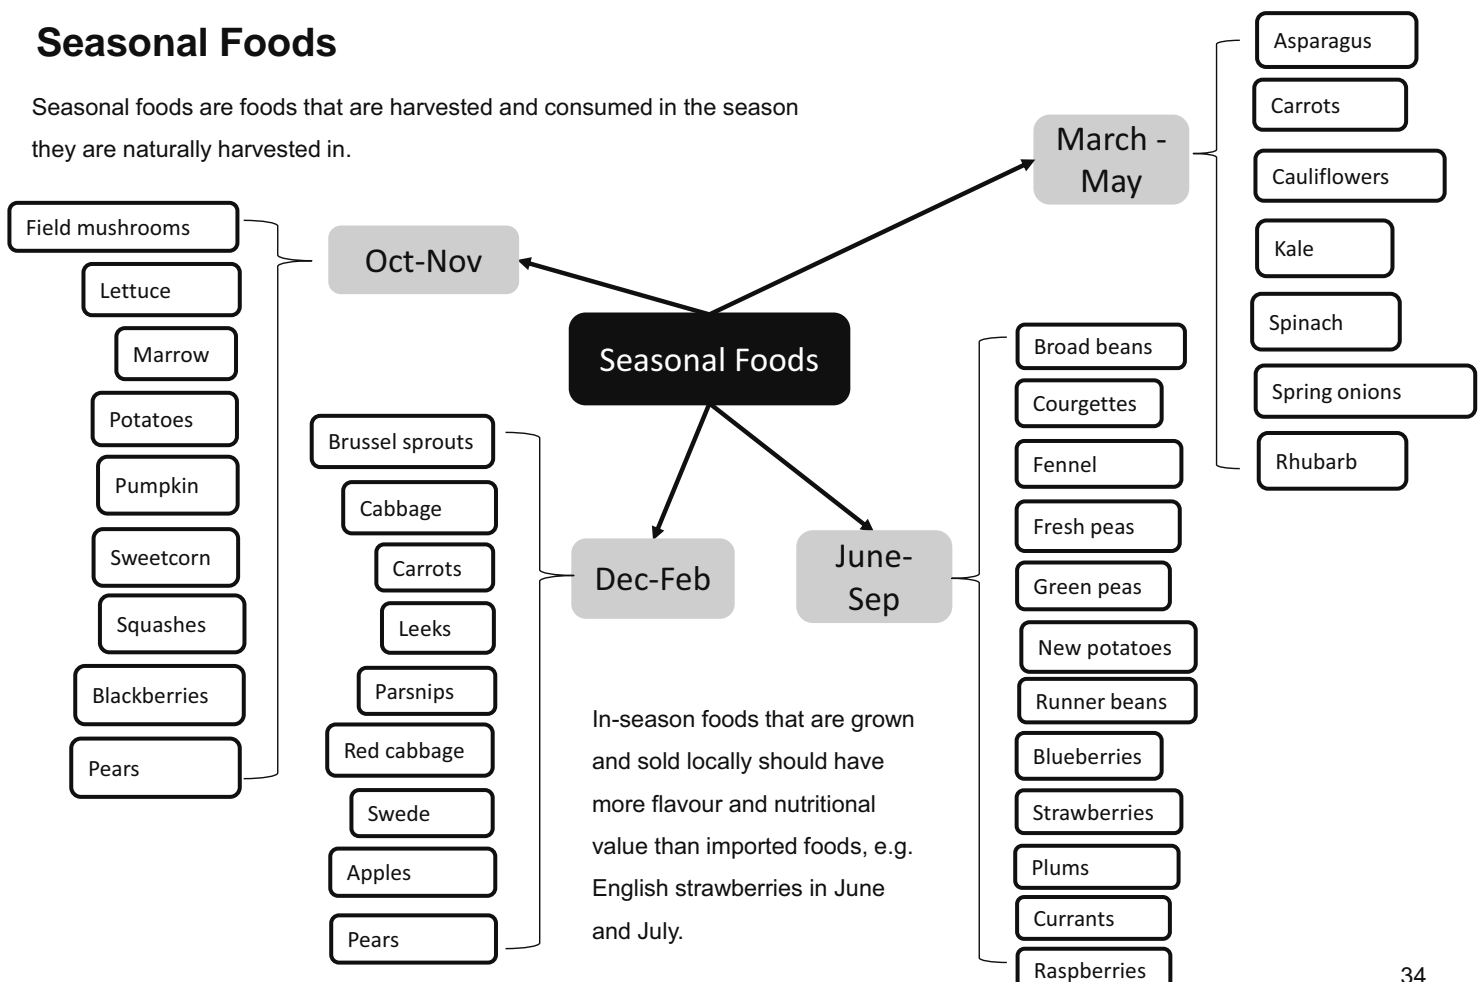 Seasonal Foods
Seasonal foods are foods that are harvested and consumed in the season
they are naturally harvested in.
Field mushrooms
Lettuce
Marrow
Potatoes
Pumpkin
Sweetcorn
Squashes
Blackberries
Pears
Oct-Nov
Seasonal Foods
March -
May
Asparagus
Carrots
Cauliflowers
Kale
Spinach
Spring onions
Rhubarb
Brussel sprouts
Cabbage
Carrots
Leeks
Parsnips
Red cabbage
Swede
Apples
Pears
Dec-Feb
June-
Sep
Broad beans
Courgettes
Fennel
Fresh peas
Green peas
New potatoes
Runner beans
Blueberries
Strawberries
Plums
Currants
Raspberries
In-season foods that are grown
and sold locally should have
more flavour and nutritional
value than imported foods, e.g.
English strawberries in June
and July.
34